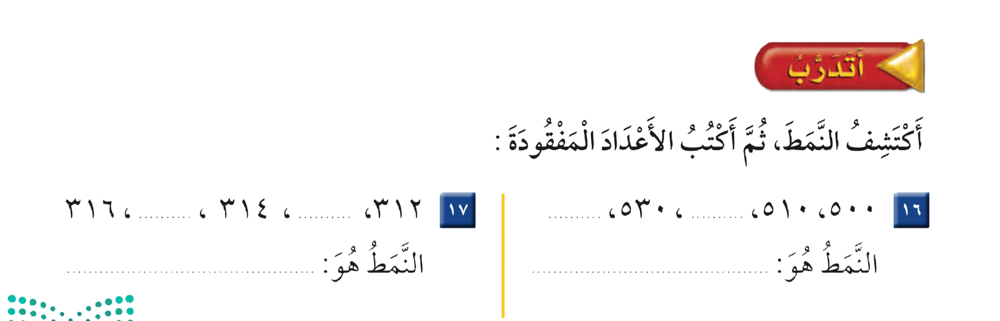 أَتَدَرَّبُ
أَكْتَشِفُ النَّمَطَ، ثُمَّ أَكْتُبُ الأَعْدَادَ الْمَفْقُودَةَ :
١٦ ٥٠٠، ٥١٠، ..........، ٥٣٠، ..........
النَّمَطُ هُوَ: ..............................
١٧ ٣١٢، ..........، ٣١٤، ..........، ٣١٦
النَّمَطُ هُوَ: ..............................